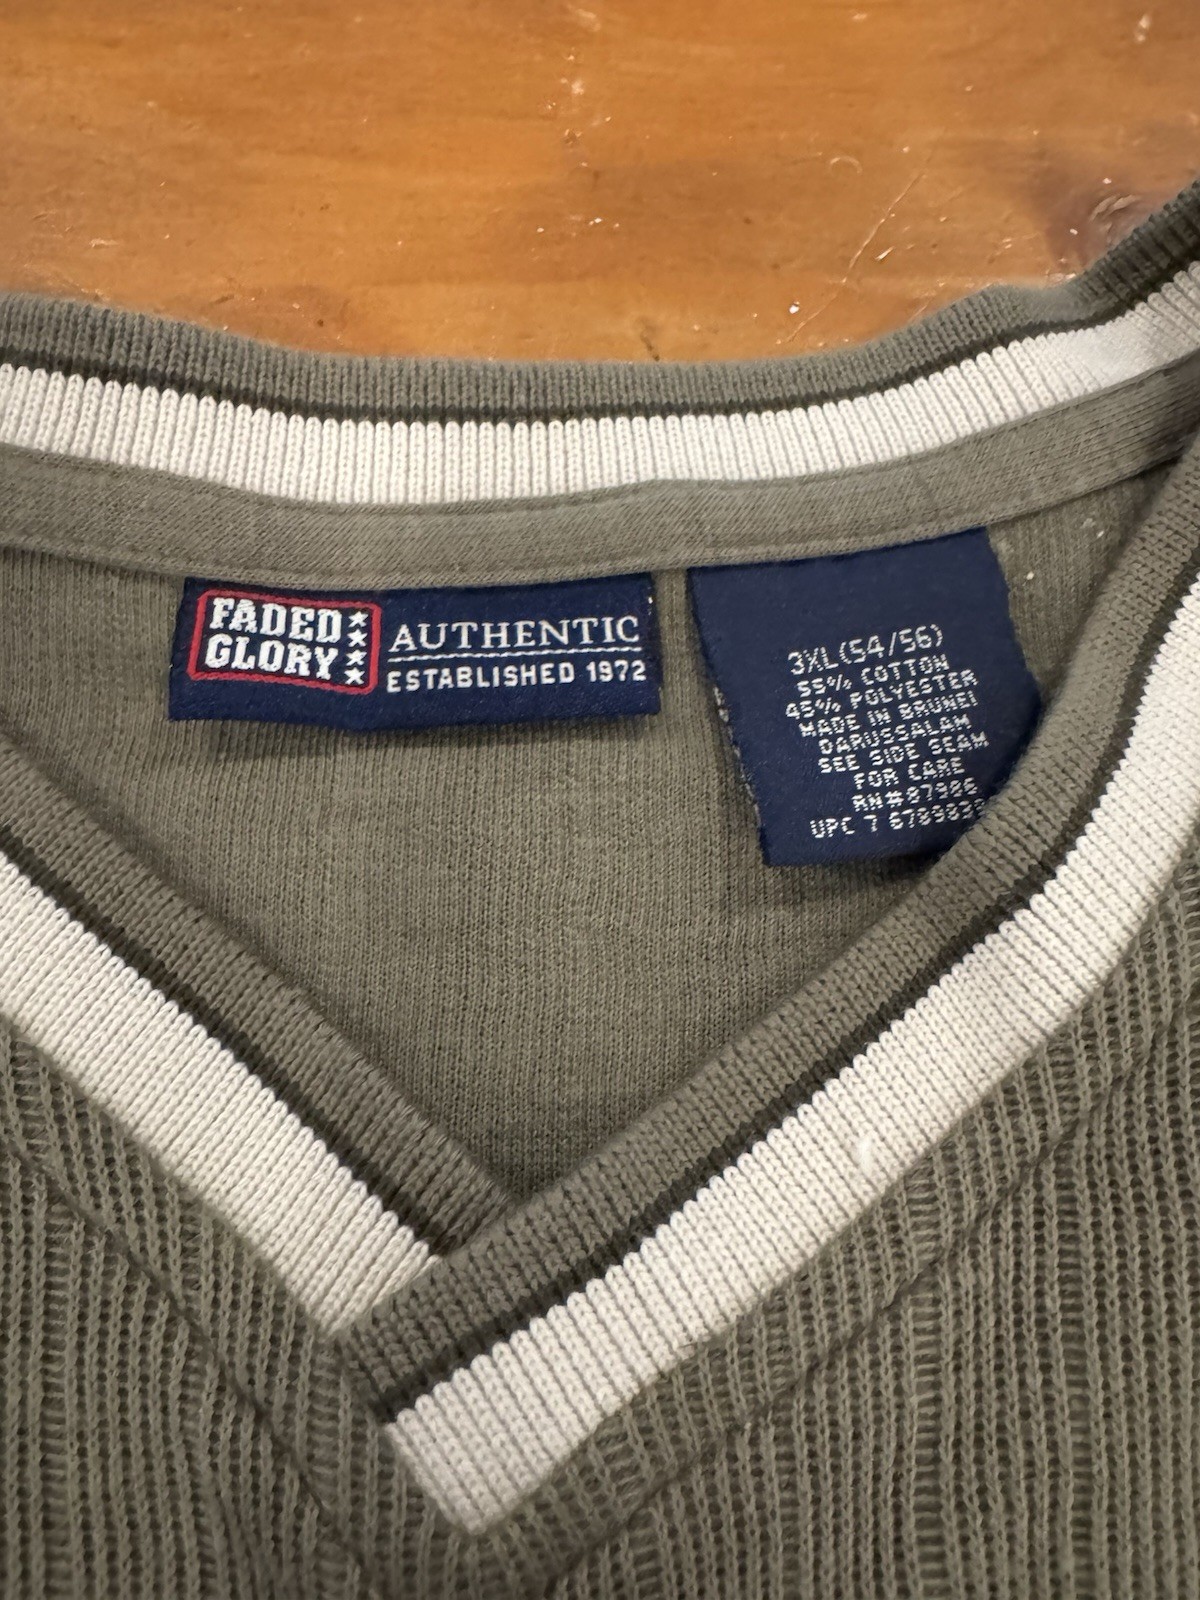 FADED
GLORY
AUTHENTIC
ESTABLISHED 1972
3XL(54/56)
55% COTTON
45% POLYESTER
MADE IN BRUNEI
DARUSSALAM
SEE SIDE SEAM
FOR CARE
RN#87986
UPC 7